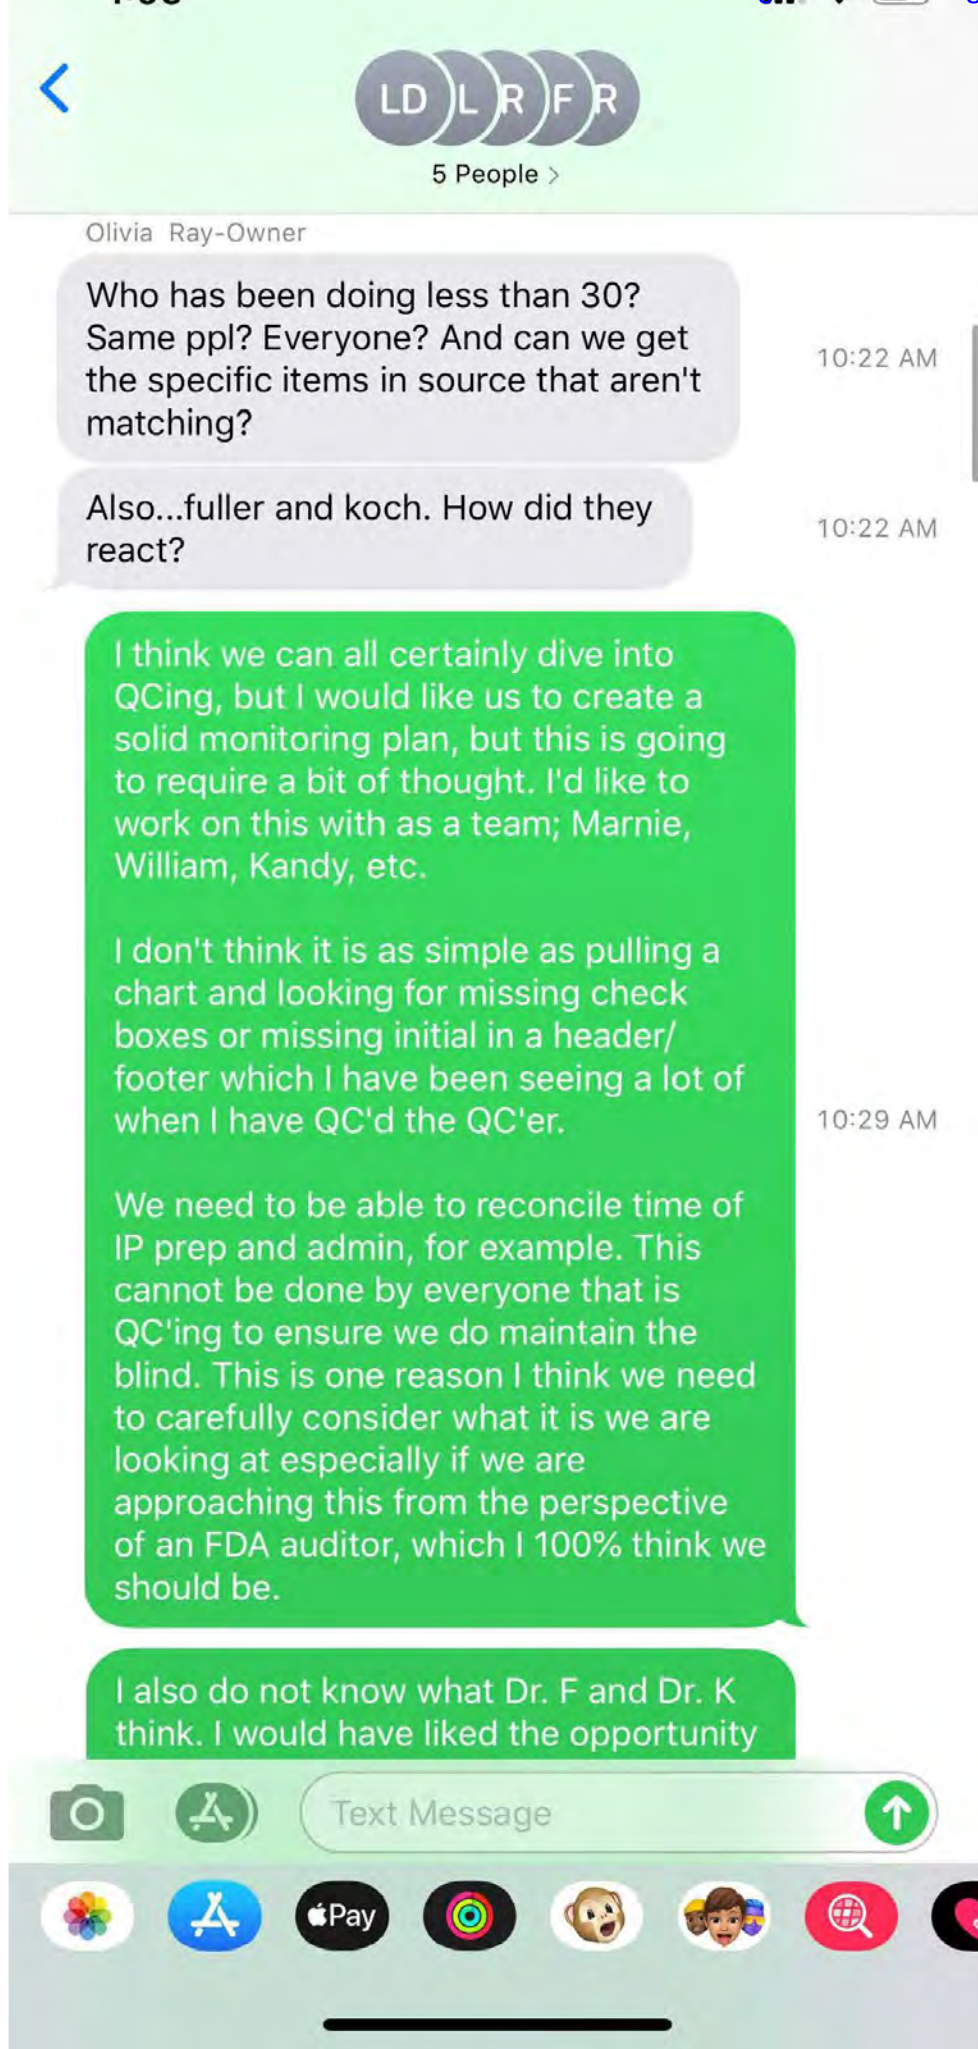 LD L R F R
5 People >
Olivia Ray-Owner
Who has been doing less than 30?
Same ppl? Everyone? And can we get
the specific items in source that aren't
matching?
10:22 AM
Also...fuller and koch. How did they
react?
10:22 AM
I think we can all certainly dive into
QCing, but I would like us to create a
solid monitoring plan, but this is going
to require a bit of thought. I'd like to
work on this with as a team; Marnie,
William, Kandy, etc.
I don't think it is as simple as pulling a
chart and looking for missing check
boxes or missing initial in a header/
footer which I have been seeing a lot of
when I have QC'd the QC'er.
10:29 AM
We need to be able to reconcile time of
IP prep and admin, for example. This
cannot be done by everyone that is
QC'ing to ensure we do maintain the
blind. This is one reason I think we need
to carefully consider what it is we are
looking at especially if we are
approaching this from the perspective
of an FDA auditor, which I 100% think we
should be.
I also do not know what Dr. F and Dr. K
think. I would have liked the opportunity
Text Message
Pay